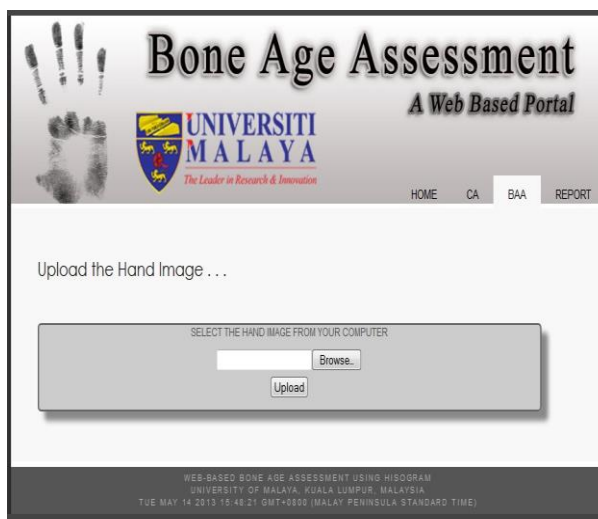 Bone Age Assessment
A Web Based Portal
UNIVERSITI
MALAYA
The Leader in Research & Innovation
HOME CA BAA REPORT
Upload the Hand Image . . .
SELECT THE HAND IMAGE FROM YOUR COMPUTER
Browse..
Upload
WEB-BASED BONE AGE ASSESSMENT USING HISOGRAM
UNIVERSITY OF MALAYA, KUALA LUMPUR, MALAYSIA
TUE MAY 14 2013 15:48:21 GMT+0800 (MALAY PENINSULA STANDARD TIME)